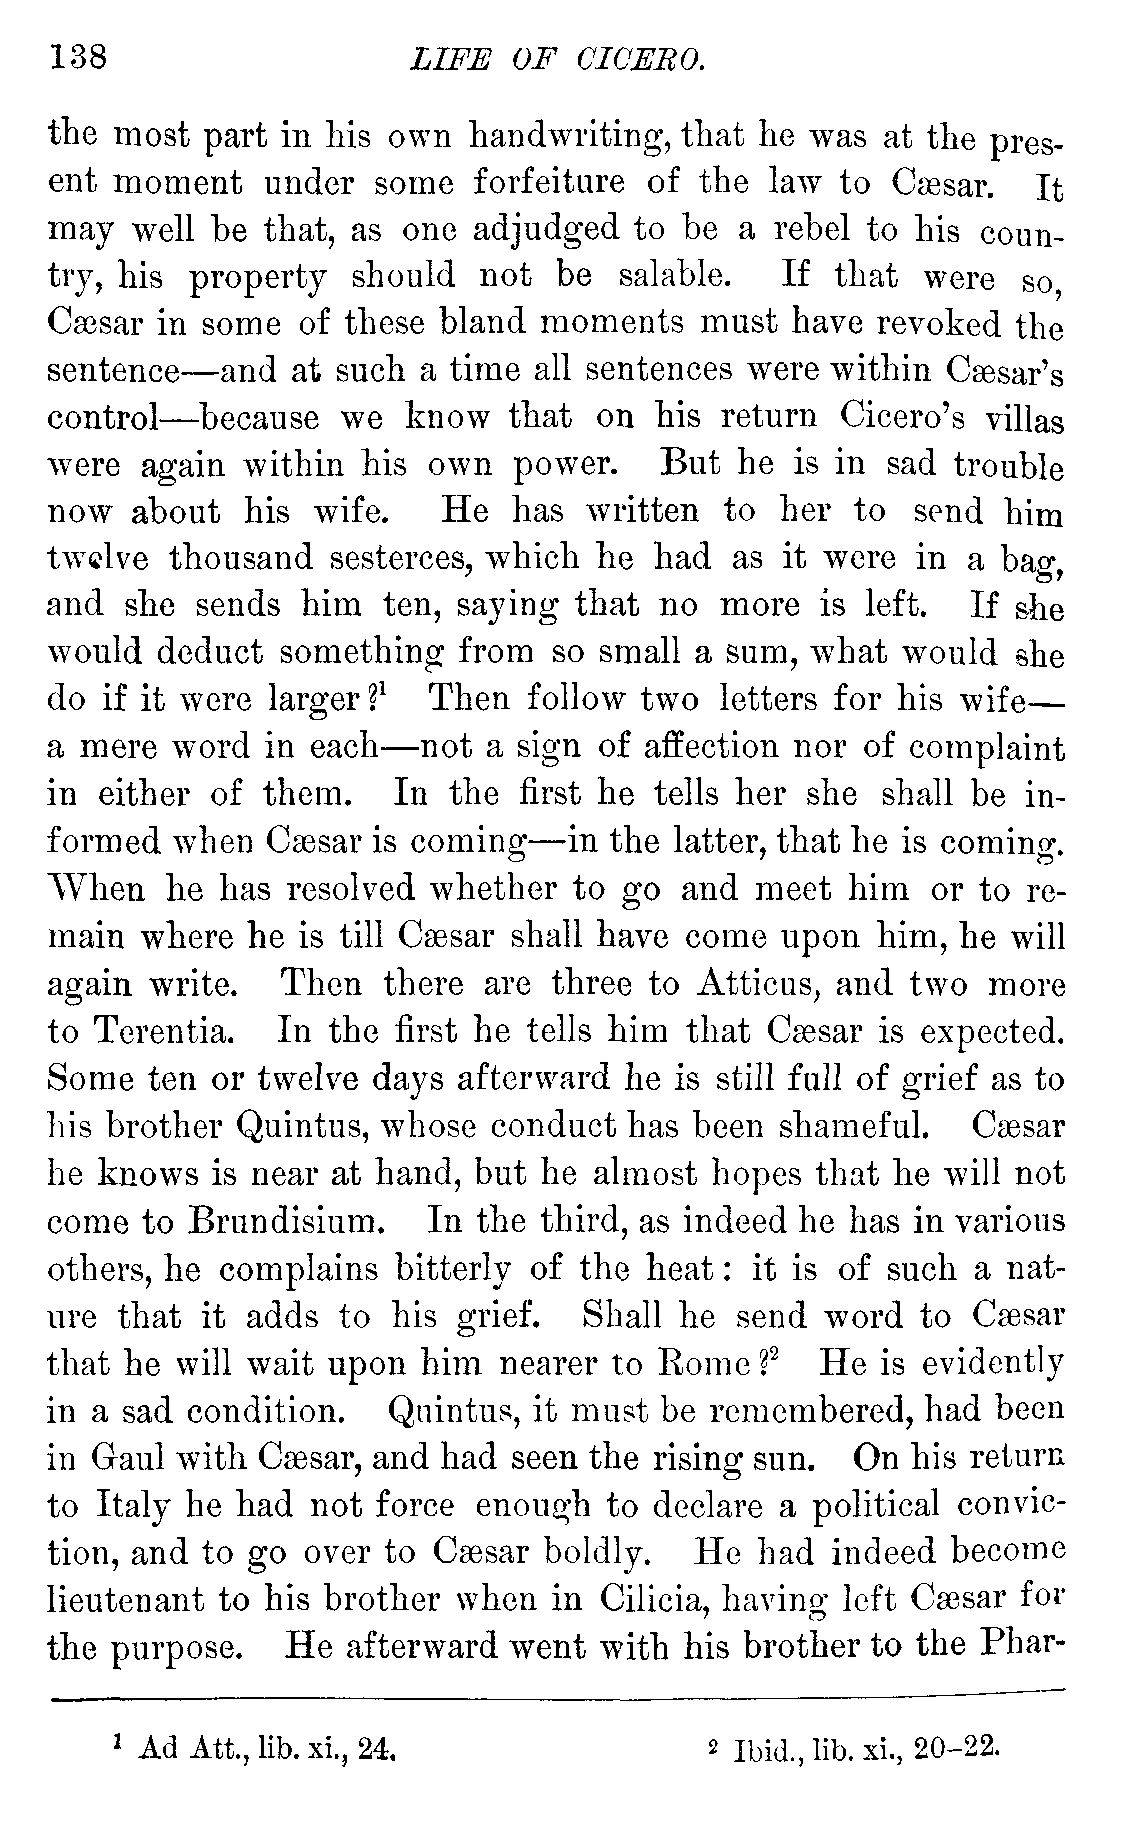 138 LIFE OF CICERO.
the most part in his own handwriting, that he was at the pres-
ent moment under some forfeiture of the law to Cæsar. It
may well be that, as one adjudged to be a rebel to his coun-
try, his property should not be salable. If that were so,
Cæsar in some of these bland moments must have revoked the
sentence—and at such a time all sentences were within Cæsar's
control—because we know that on his return Cicero's villas
were again within his own power. But he is in sad trouble
now about his wife. He has written to her to send him
twelve thousand sesterces, which he had as it were in a bag,
and she sends him ten, saying that no more is left. If she
would deduct something from so small a sum, what would she
do if it were larger?¹ Then follow two letters for his wife—
a mere word in each—not a sign of affection nor of complaint
in either of them. In the first he tells her she shall be in-
formed when Cæsar is coming—in the latter, that he is coming.
When he has resolved whether to go and meet him or to re-
main where he is till Cæsar shall have come upon him, he will
again write. Then there are three to Atticus, and two more
to Terentia. In the first he tells him that Cæsar is expected.
Some ten or twelve days afterward he is still full of grief as to
his brother Quintus, whose conduct has been shameful. Cæsar
he knows is near at hand, but he almost hopes that he will not
come to Brundisium. In the third, as indeed he has in various
others, he complains bitterly of the heat: it is of such a nat-
ure that it adds to his grief. Shall he send word to Cæsar
that he will wait upon him nearer to Rome?² He is evidently
in a sad condition. Quintus, it must be remembered, had been
in Gaul with Cæsar, and had seen the rising sun. On his return
to Italy he had not force enough to declare a political convic-
tion, and to go over to Cæsar boldly. He had indeed become
lieutenant to his brother when in Cilicia, having left Cæsar for
the purpose. He afterward went with his brother to the Phar-
¹ Ad Att., lib. xi., 24. ² Ibid., lib. xi., 20–22.